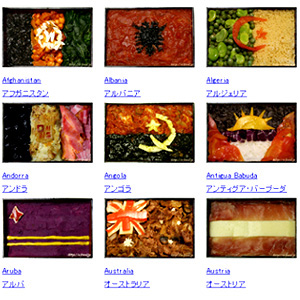 Afghanistan
アフガニスタン
Albania
アルバニア
Algeria
アルジェリア
Andorra
アンドラ
Angola
アンゴラ
Antigua Babuda
アンティグア・バーブーダ
Aruba
アルバ
Australia
オーストラリア
Austria
オーストリア